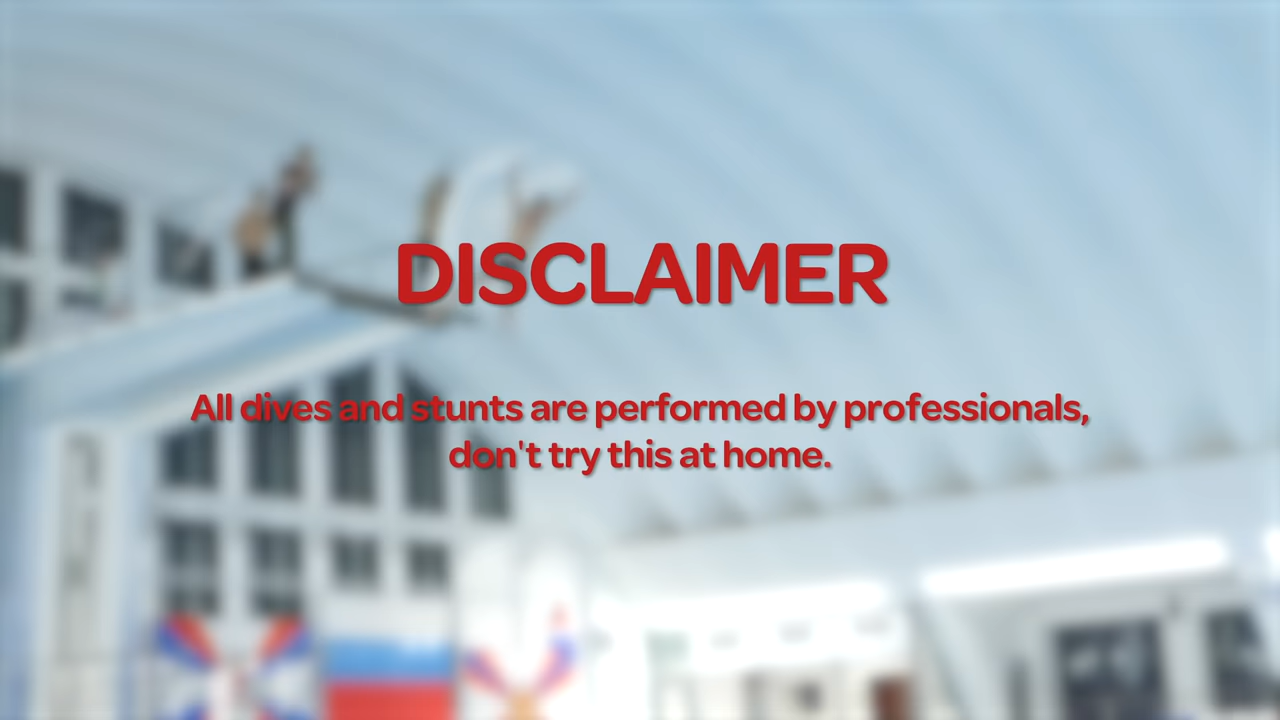 DISCLAIMER
All dives and stunts are performed by professionals,
don't try this at home.